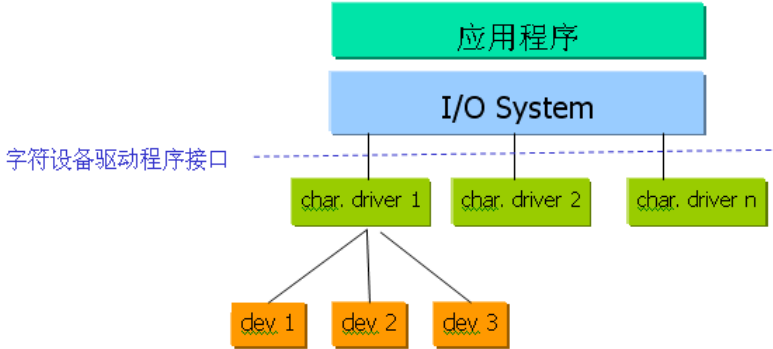 应用程序
I/O System
字符设备驱动程序接口
char. driver 1
char. driver 2
char. driver n
dev 1
dev 2
dev 3